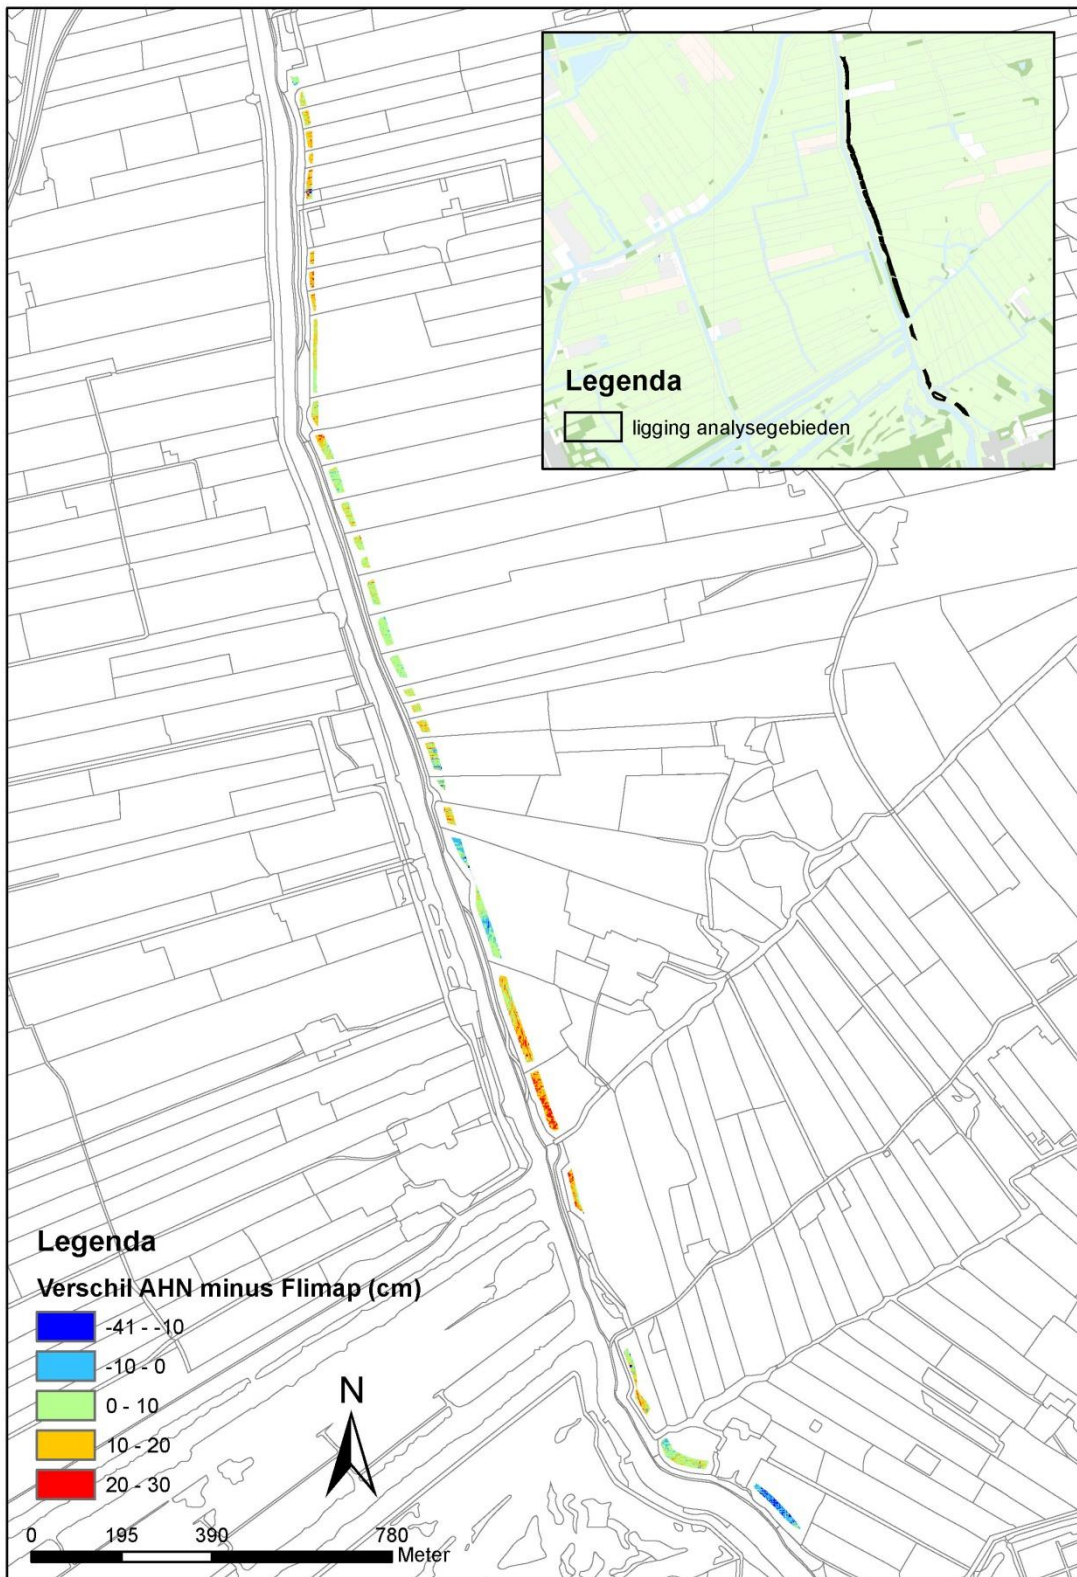 Legenda
ligging analysegebieden
Legenda
Verschil AHN minus Flimap (cm)
-41 - -10
-10 - 0
0 - 10
10 - 20
20 - 30
N
0 195 390 780
Meter